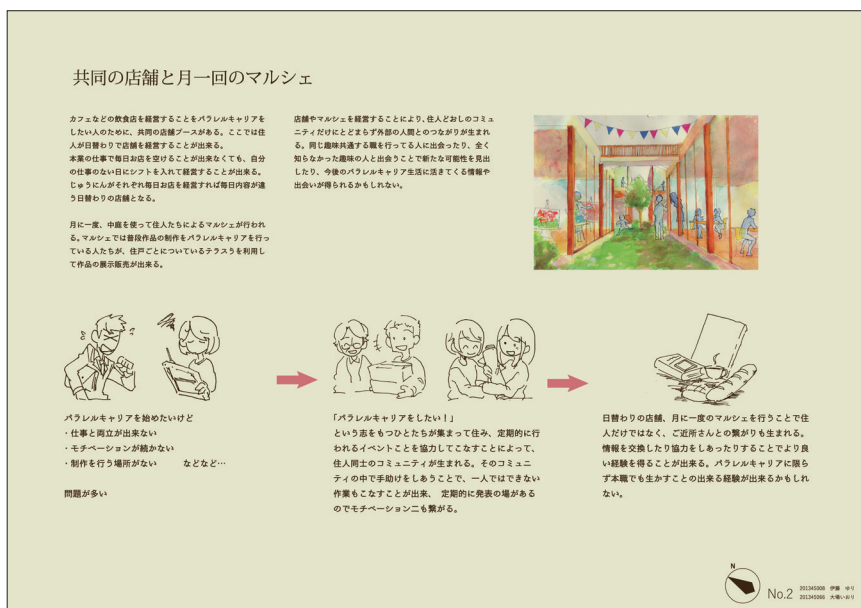 共同の店舗と月一回のマルシェ
カフェなどの飲食店を経営することをパラレルキャリアを
したい人のために、共同の店舗ブースがある。ここでは住
人が日替わりで店舗を経営することが出来る。
本業の仕事で毎日お店を空けることが出来なくても、自分
の仕事のない日にシフトを入れて経営することが出来る。
じゅうにんがそれぞれ毎日お店を経営すれば毎日内容が違
う日替わりの店舗となる。
月に一度、中庭を使って住人たちによるマルシェが行われ
る。マルシェでは普段作品の制作をパラレルキャリアを行っ
ている人たちが、住戸ごとについているテラスうを利用し
て作品の展示販売が出来る。
店舗やマルシェを経営することにより、住人どおしのコミュ
ニティだけにとどまらず外部の人間とのつながりが生まれ
る。同じ趣味共通する職を行ってる人に出会ったり、全く
知らなかった趣味の人と出会うことで新たな可能性を見出
したり、今後のパラレルキャリア生活に活きてくる情報や
出会いが得られるかもしれない。
パラレルキャリアを始めたいけど
・仕事と両立が出来ない
・モチベーションが続かない
・制作を行う場所がない などなど…
問題が多い
「パラレルキャリアをしたい！」
という志をもつひとたちが集まって住み、定期的に行
われるイベントことを協力してこなすことによって、
住人同士のコミュニティが生まれる。そのコミュニ
ティの中で手助けをしあうことで、一人ではできない
作業もこなすことが出来、 定期的に発表の場がある
のでモチベーション二も繋がる。
日替わりの店舗、月に一度のマルシェを行うことで住
人だけではなく、ご近所さんとの繋がりも生まれる。
情報を交換したり協力をしあったりすることでより良
い経験を得ることが出来る。パラレルキャリアに限ら
ず本職でも生かすことの出来る経験が出来るかもしれ
ない。
N
No.2
201345008 伊藤 ゆり
201345066 大場いおり